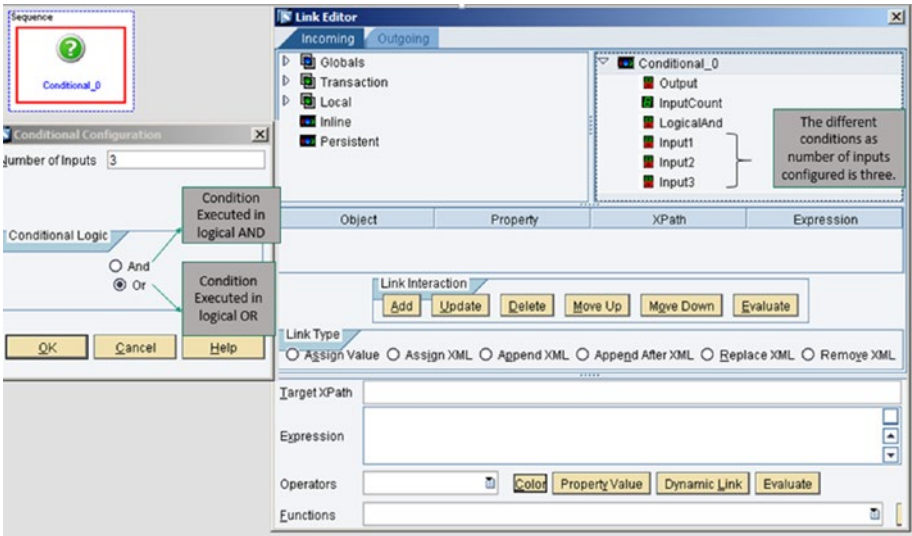 Sequence
Conditional_0
Conditional Configuration
Number of Inputs 3
Condition
Executed in
logical AND
Conditional Logic
And
Or
Condition
Executed in
logical OR
OK Cancel Help
Link Editor
Incoming Outgoing
Globals
Transaction
Local
Inline
Persistent
Conditional_0
Output
InputCount
LogicalAnd
Input1
Input2
Input3
The different
conditions as
number of inputs
configured is three.
Object Property XPath Expression
Link Interaction
Add Update Delete Move Up Move Down Evaluate
Link Type
Assign Value Assign XML Append XML Append After XML Replace XML Remove XML
Target XPath
Expression
Operators Color Property Value Dynamic Link Evaluate
Functions